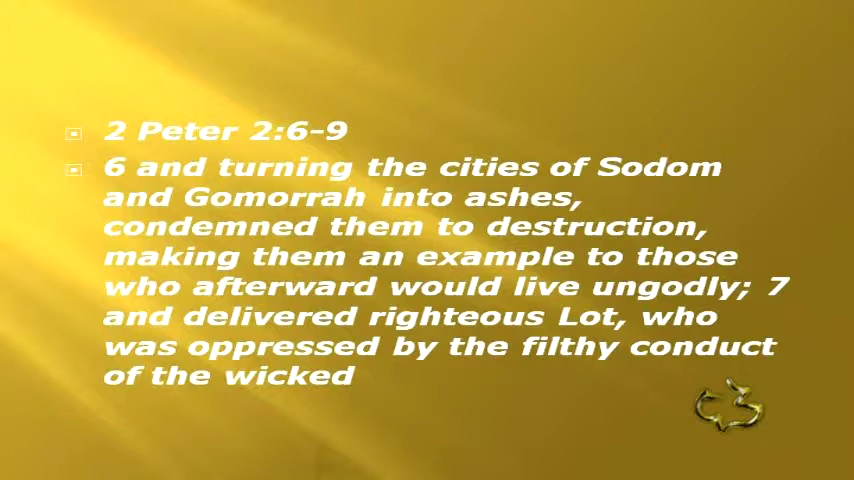 2 Peter 2:6-9
6 and turning the cities of Sodom
and Gomorrah into ashes,
condemned them to destruction,
making them an example to those
who afterward would live ungodly; 7
and delivered righteous Lot, who
was oppressed by the filthy conduct
of the wicked